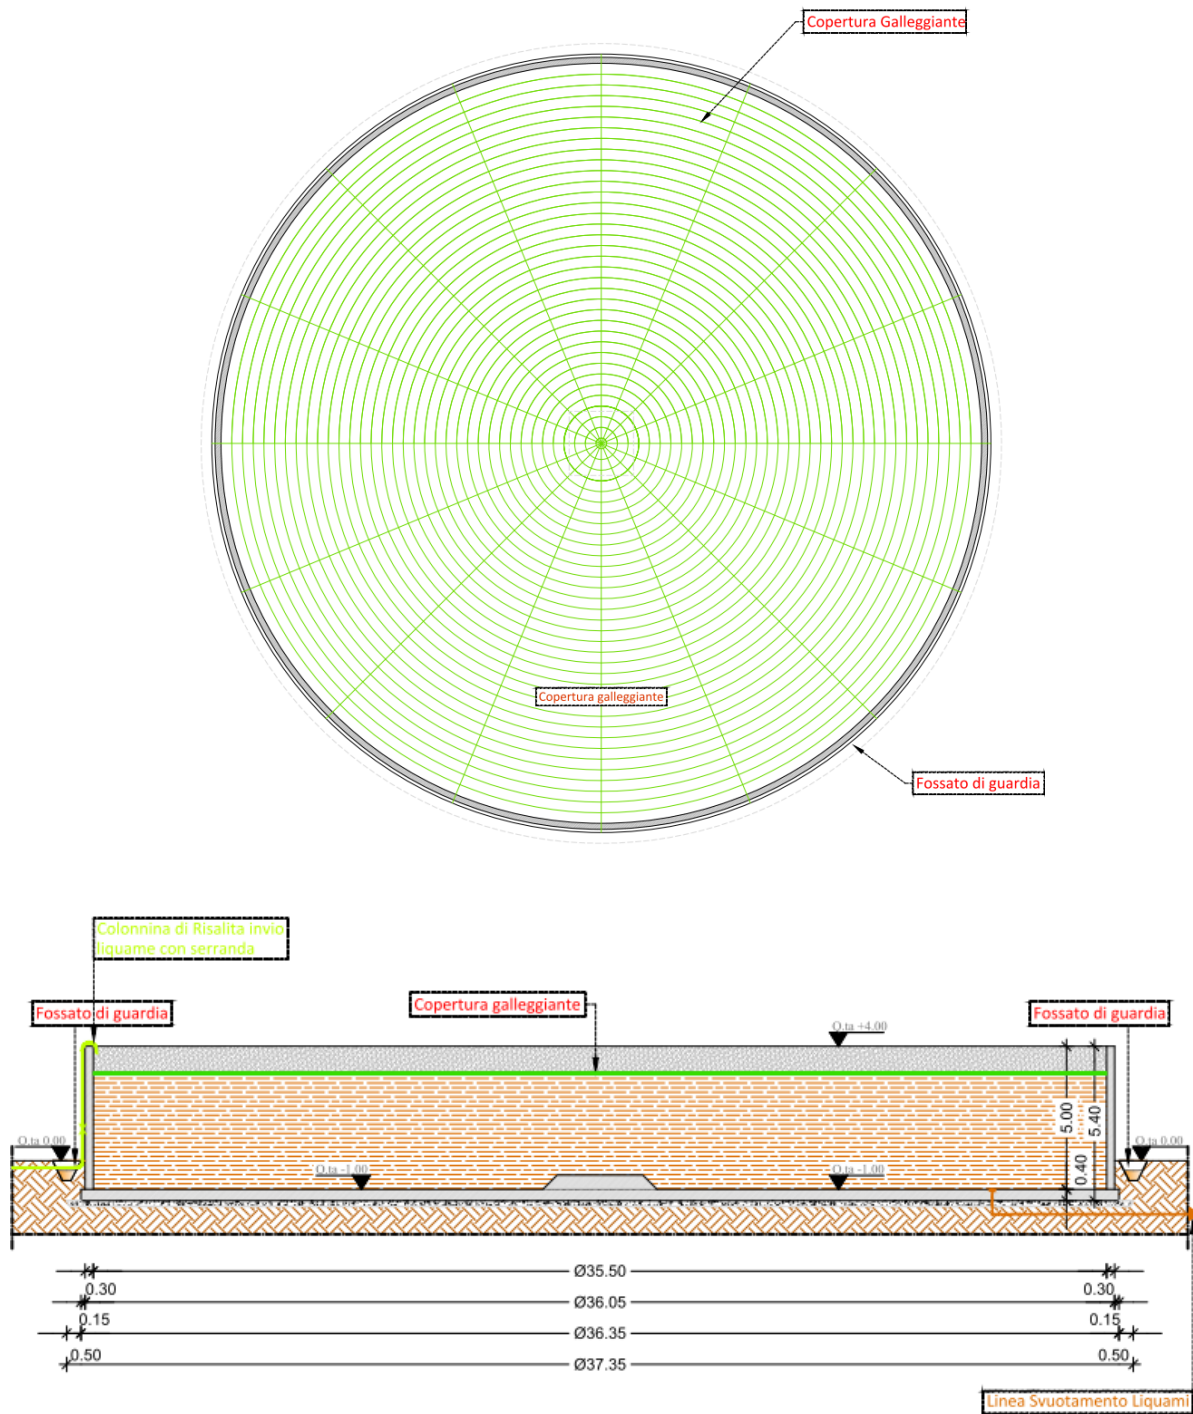 Copertura Galleggiante
Copertura galleggiante
Fossato di guardia
Colonnina di Risalita invio
liquame con serranda
Fossato di guardia
Copertura galleggiante
Fossato di guardia
Q.ta +4.00
Q.ta 0.00
Q.ta 0.00
Q.ta -1.00
Q.ta -1.00
5.00
5.40
0.40
Ø35.50
0.30
0.30
Ø36.05
0.15
0.15
Ø36.35
0.50
0.50
Ø37.35
Linea Svuotamento Liquami